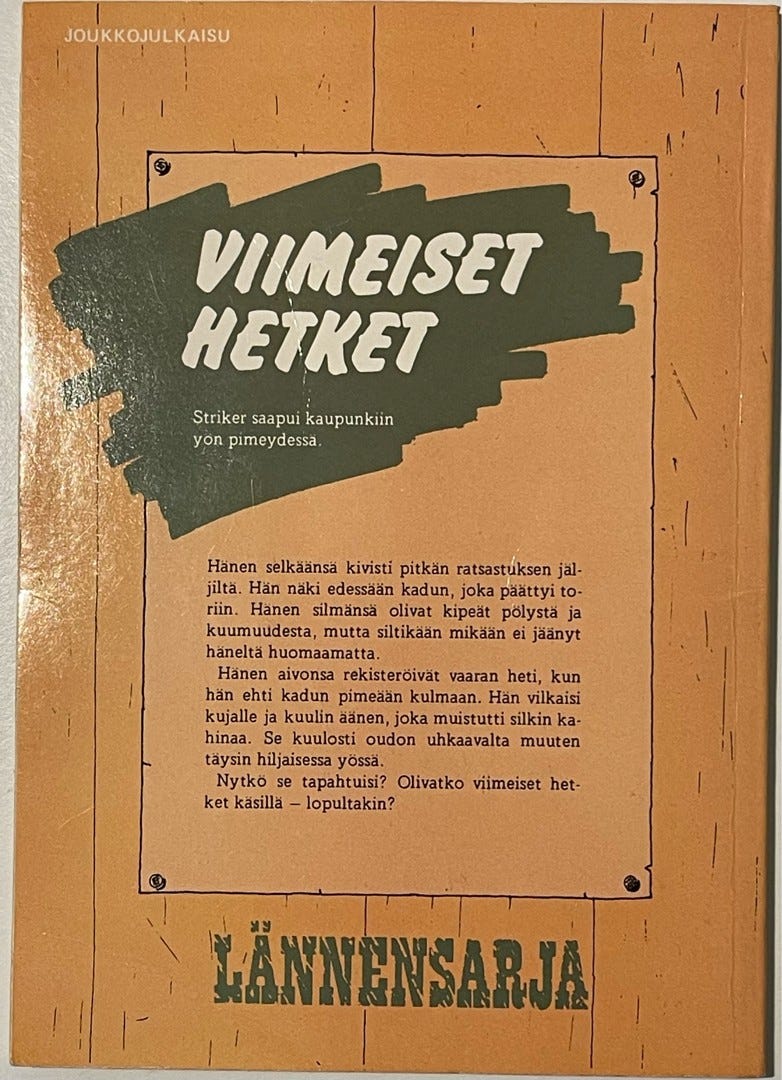 JOUKKOJULKAISU
VIIMEISET
HETKET
Striker saapui kaupunkiin
yön pimeydessä.
Hänen selkäänsä kivisti pitkän ratsastuksen jäl-
jiltä. Hän näki edessään kadun, joka päättyi to-
riin. Hänen silmänsä olivat kipeät pölystä ja
kuumuudesta, mutta siltikään mikään ei jäänyt
häneltä huomaamatta.
Hänen aivonsa rekisteröivät vaaran heti, kun
hän ehti kadun pimeään kulmaan. Hän vilkaisi
kujalle ja kuulin äänen, joka muistutti silkin ka-
hinaa. Se kuulosti oudon uhkaavalta muuten
täysin hiljaisessa yössä.
Nytkö se tapahtuisi? Olivatko viimeiset het-
ket käsillä – lopultakin?
LÄNNENSARJA